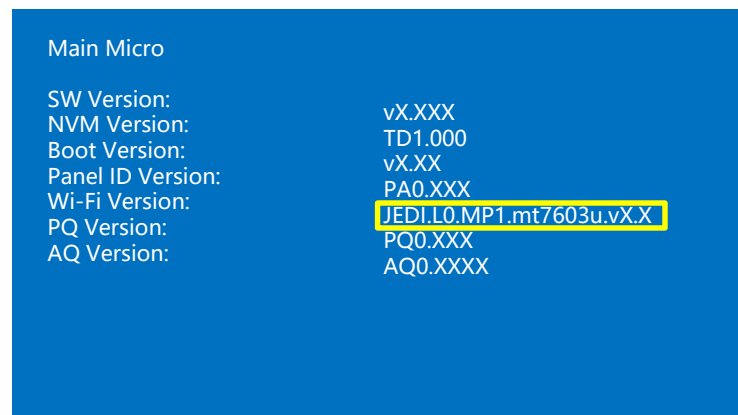 Main Micro
SW Version: vX.XXX
NVM Version: TD1.000
Boot Version: vX.XX
Panel ID Version: PA0.XXX
Wi-Fi Version: JEDI.L0.MP1.mt7603u.vX.X
PQ Version: PQ0.XXX
AQ Version: AQ0.XXXX